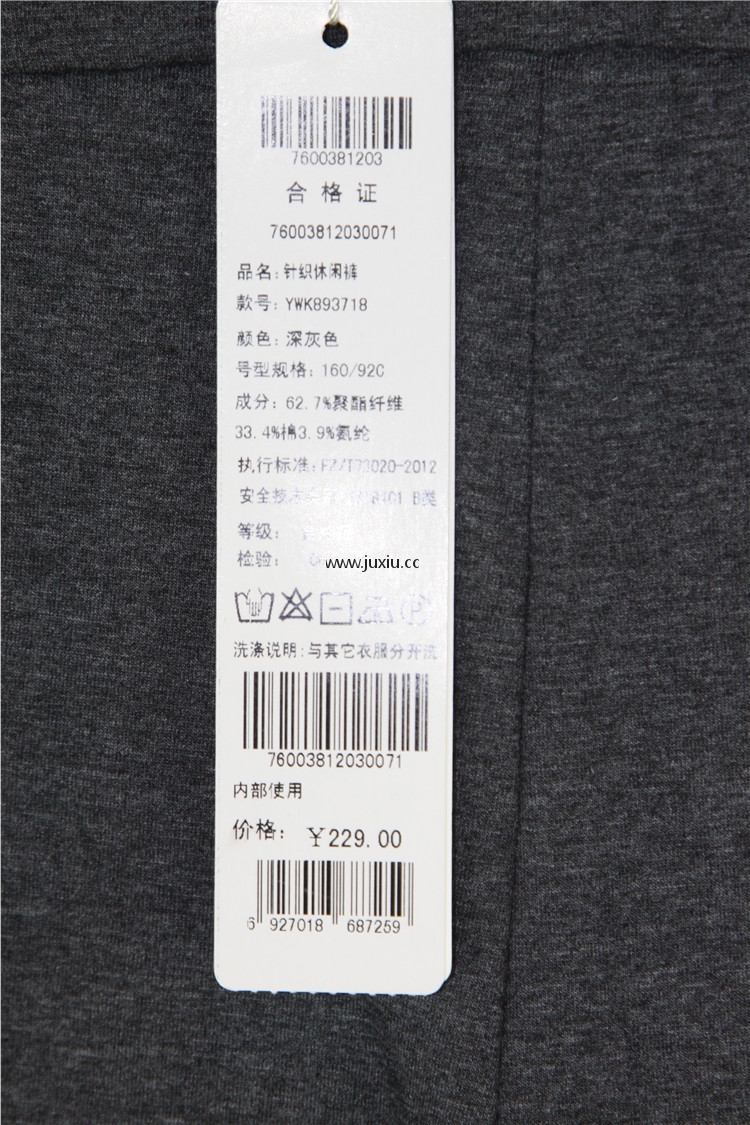 7600381203
合格证
76003812030071
品名:针织休闲裤
款号:YWK893718
颜色:深灰色
号型规格:160/92C
成分:62.7%聚酯纤维
33.4%棉3.9%氨纶
执行标准:FZ/T73020-2012
安全技术 B类
等级:
检验:
www.juxiu.cc
洗涤说明:与其它衣服分开洗
76003812030071
内部使用
价格: ¥229.00
6 927018 687259